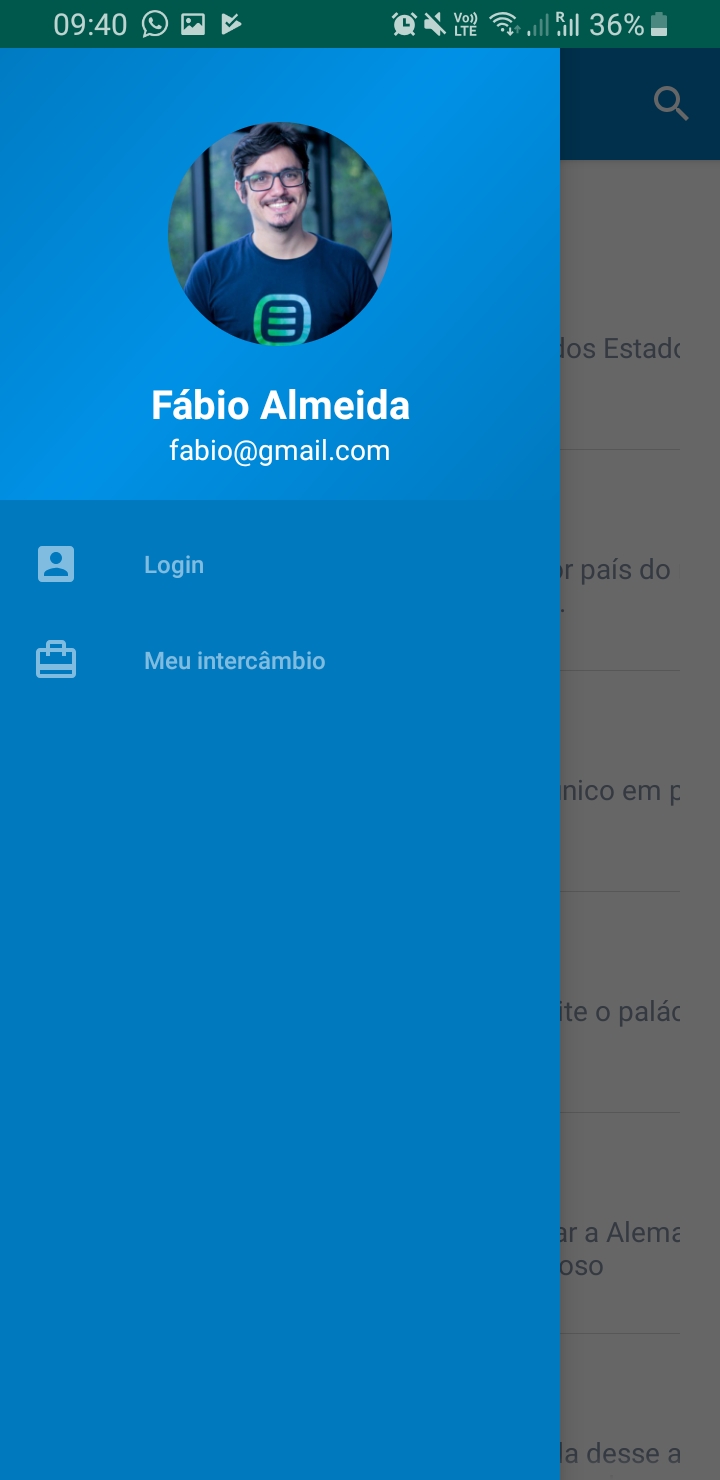 09:40 Vo)) LTE R 36%
Fábio Almeida
fabio@gmail.com
Login
Meu intercâmbio
dos Estado
or país do
.
nico em p
ite o palác
ar a Alema
oso
la desse a